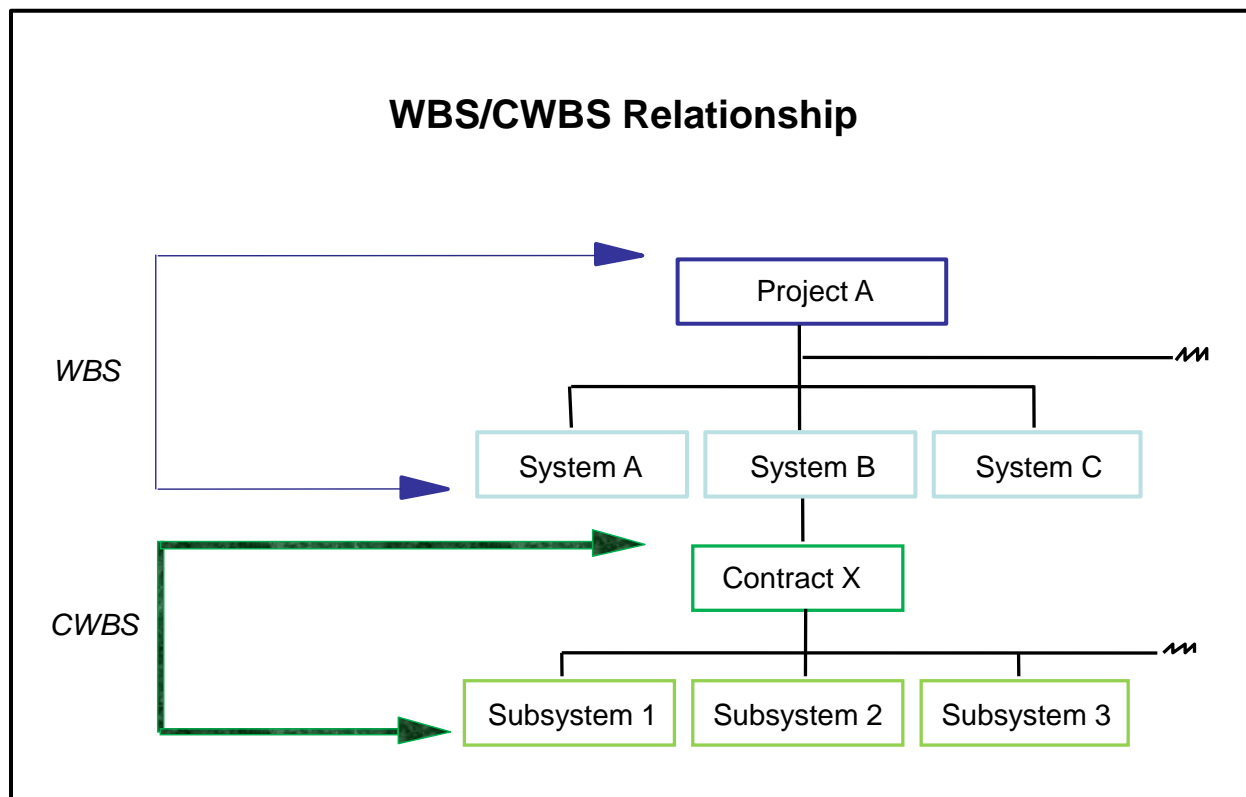 WBS/CWBS Relationship
Project A
WBS
System A
System B
System C
Contract X
CWBS
Subsystem 1
Subsystem 2
Subsystem 3